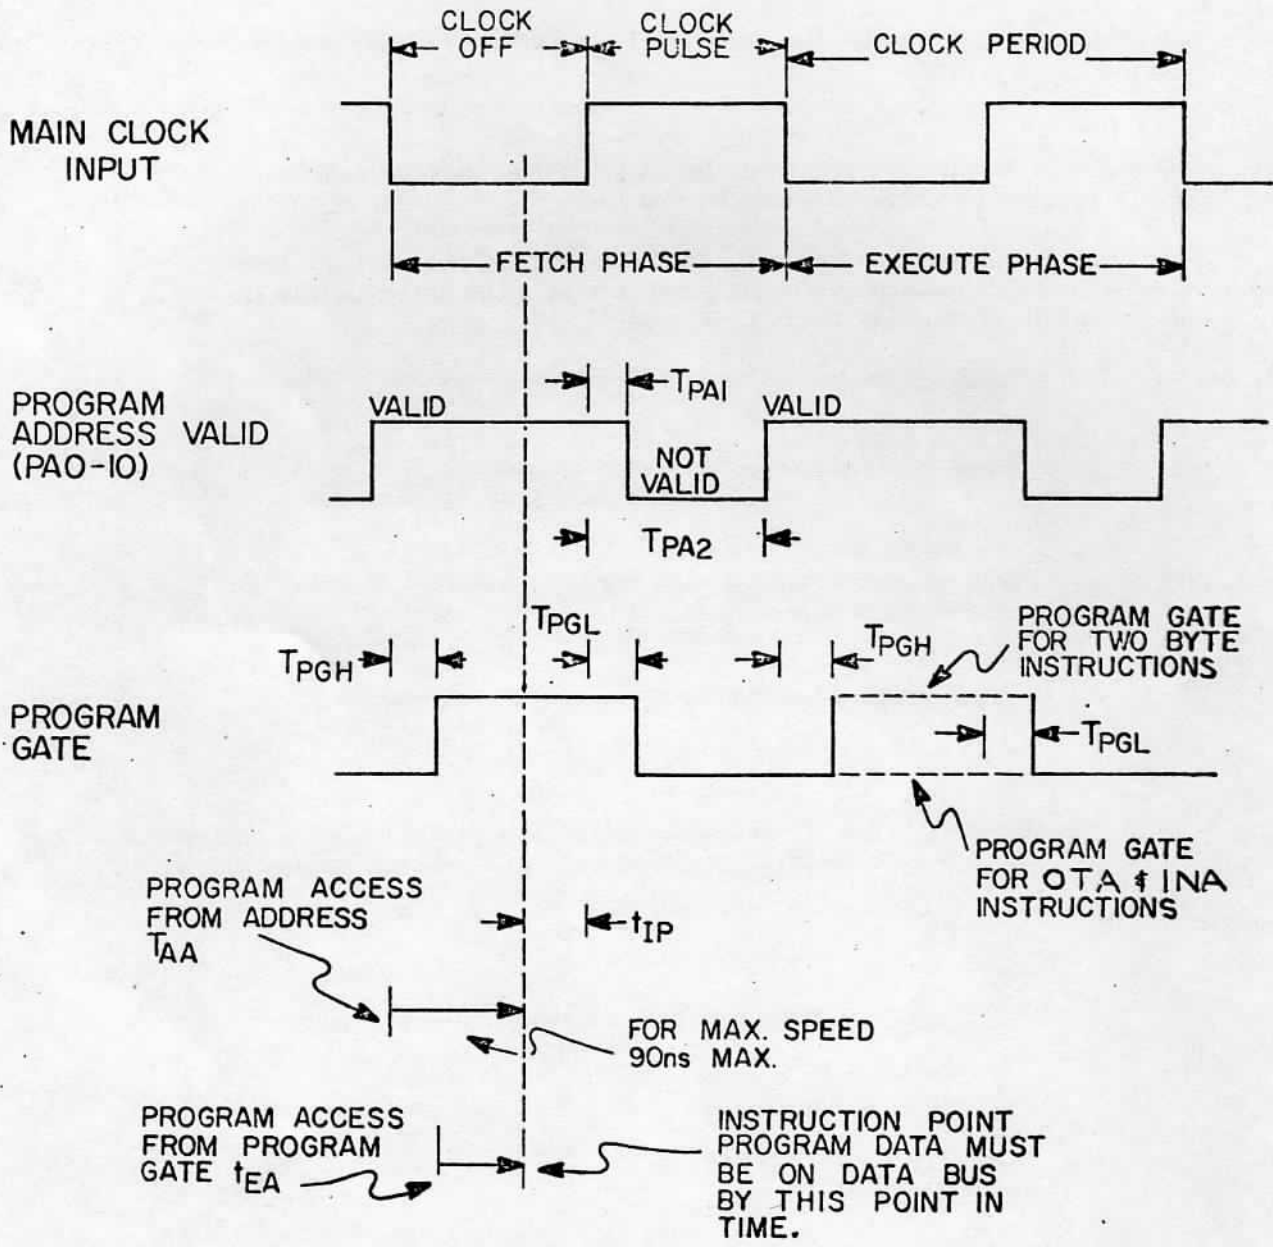 CLOCK
OFF
CLOCK
PULSE
CLOCK PERIOD
MAIN CLOCK
INPUT
FETCH PHASE
EXECUTE PHASE
TPA1
PROGRAM
ADDRESS VALID
(PAO-10)
VALID
VALID
NOT
VALID
TPA2
TPGH
TPGL
TPGH
PROGRAM GATE
FOR TWO BYTE
INSTRUCTIONS
PROGRAM
GATE
TPGL
PROGRAM GATE
FOR OTA & INA
INSTRUCTIONS
PROGRAM ACCESS
FROM ADDRESS
TAA
tIP
FOR MAX. SPEED
90ns MAX.
PROGRAM ACCESS
FROM PROGRAM
GATE tEA
INSTRUCTION POINT
PROGRAM DATA MUST
BE ON DATA BUS
BY THIS POINT IN
TIME.